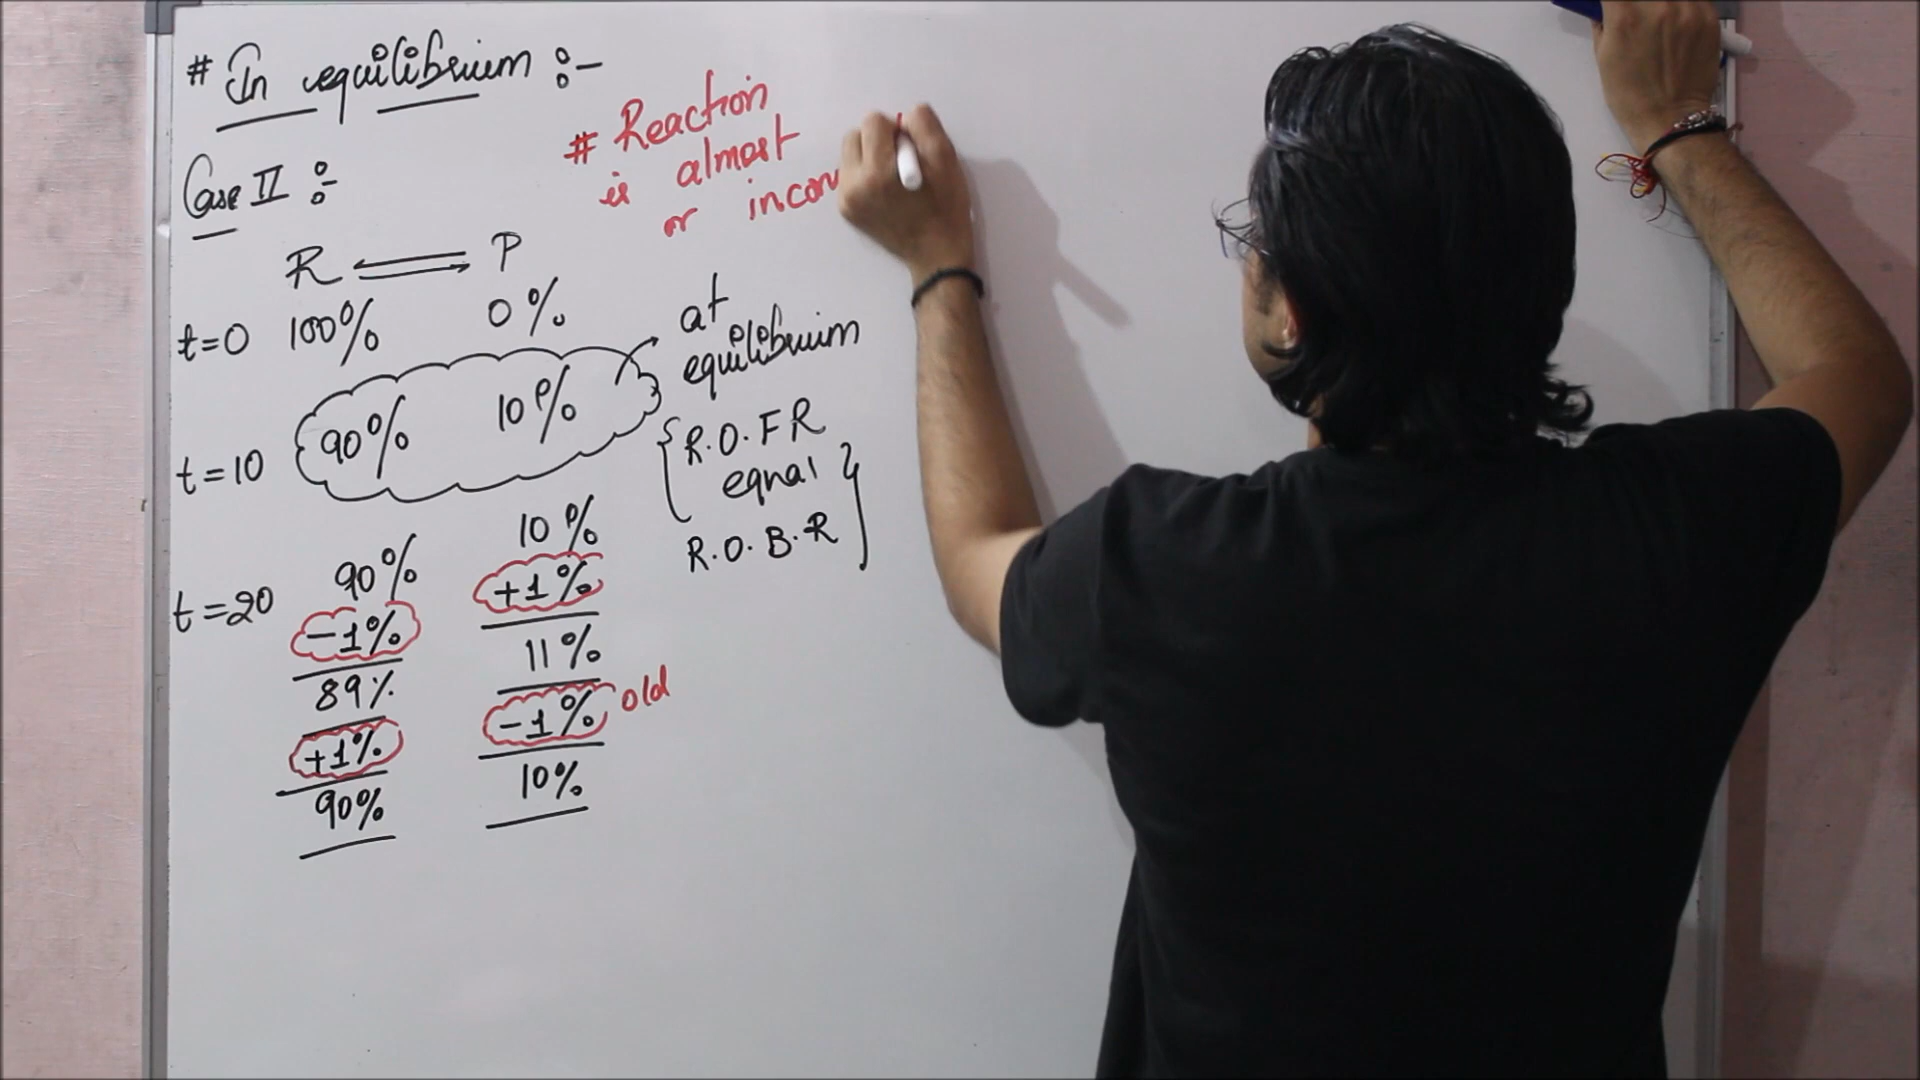 # In equilibrium :-
# Reaction
is almost
or incom
Case II :-
R ⇌ P
t=0 100% 0%
at
equilibrium
t=10 90% 10%
{R.O.F R
equal
R.O.B.R}
t=20 90% 10%
-1% +1%
89% 11%
+1% -1% old
90% 10%